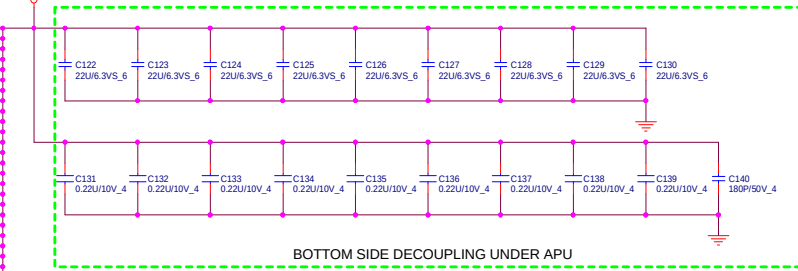 C122 C123 C124 C125 C126 C127 C128 C129 C130
22U/6.3VS_6 22U/6.3VS_6 22U/6.3VS_6 22U/6.3VS_6 22U/6.3VS_6 22U/6.3VS_6 22U/6.3VS_6 22U/6.3VS_6 22U/6.3VS_6
C131 C132 C133 C134 C135 C136 C137 C138 C139 C140
0.22U/10V_4 0.22U/10V_4 0.22U/10V_4 0.22U/10V_4 0.22U/10V_4 0.22U/10V_4 0.22U/10V_4 0.22U/10V_4 0.22U/10V_4 180P/50V_4
BOTTOM SIDE DECOUPLING UNDER APU